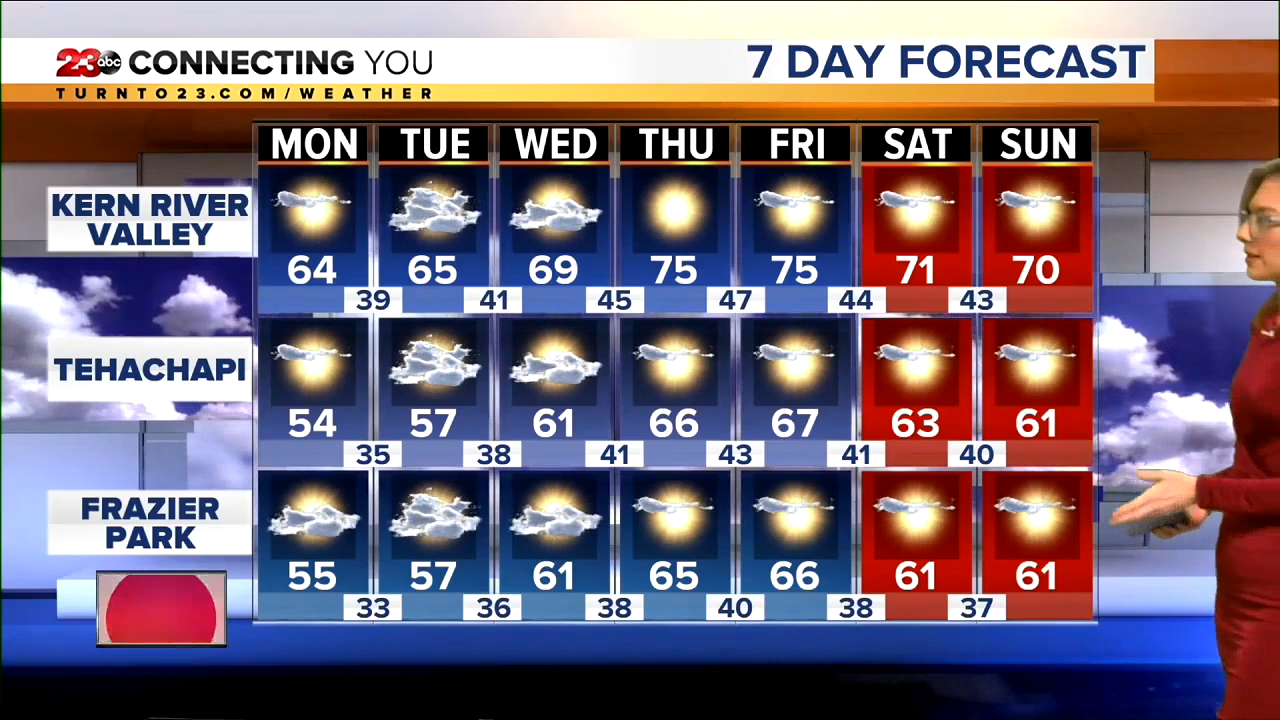 23 abc CONNECTING YOU
7 DAY FORECAST
TURNTO23.COM/WEATHER
MON TUE WED THU FRI SAT SUN
KERN RIVER
VALLEY
64 65 69 75 75 71 70
39 41 45 47 44 43
TEHACHAPI
54 57 61 66 67 63 61
35 38 41 43 41 40
FRAZIER
PARK
55 57 61 65 66 61 61
33 36 38 40 38 37